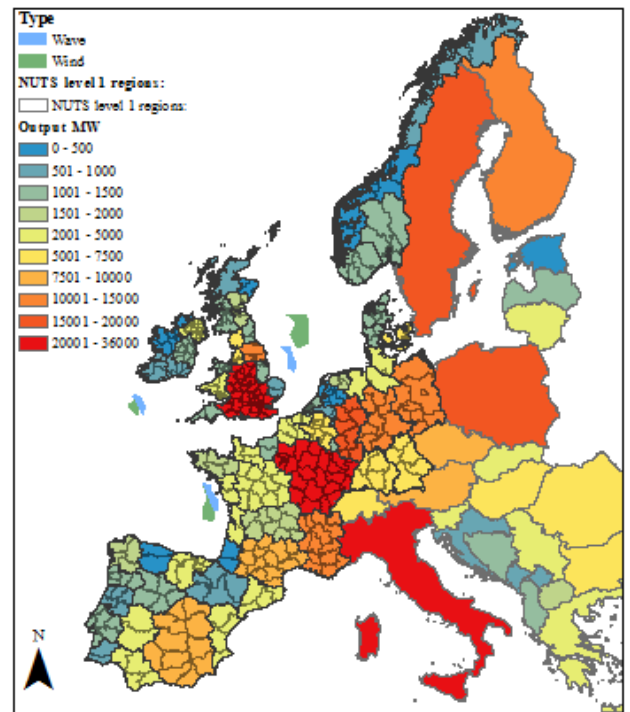 Type
Wave
Wind
NUTS level 1 regions:
NUTS level 1 regions:
Output MW
0 - 500
501 - 1000
1001 - 1500
1501 - 2000
2001 - 5000
5001 - 7500
7501 - 10000
10001 - 15000
15001 - 20000
20001 - 36000
N